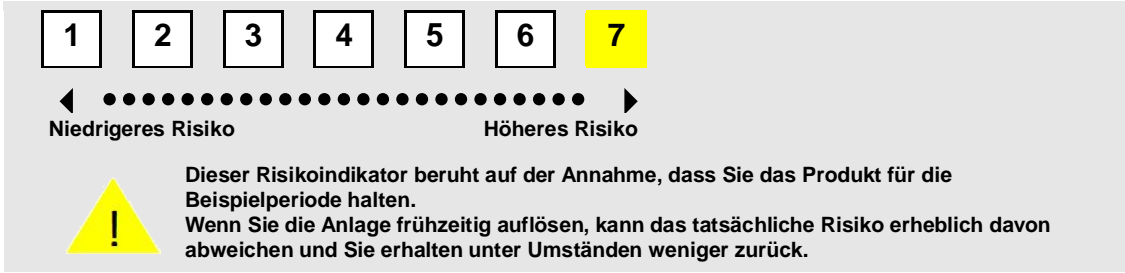 1 2 3 4 5 6 7
Niedrigeres Risiko Höheres Risiko
Dieser Risikoindikator beruht auf der Annahme, dass Sie das Produkt für die
Beispielperiode halten.
!
Wenn Sie die Anlage frühzeitig auflösen, kann das tatsächliche Risiko erheblich davon
abweichen und Sie erhalten unter Umständen weniger zurück.